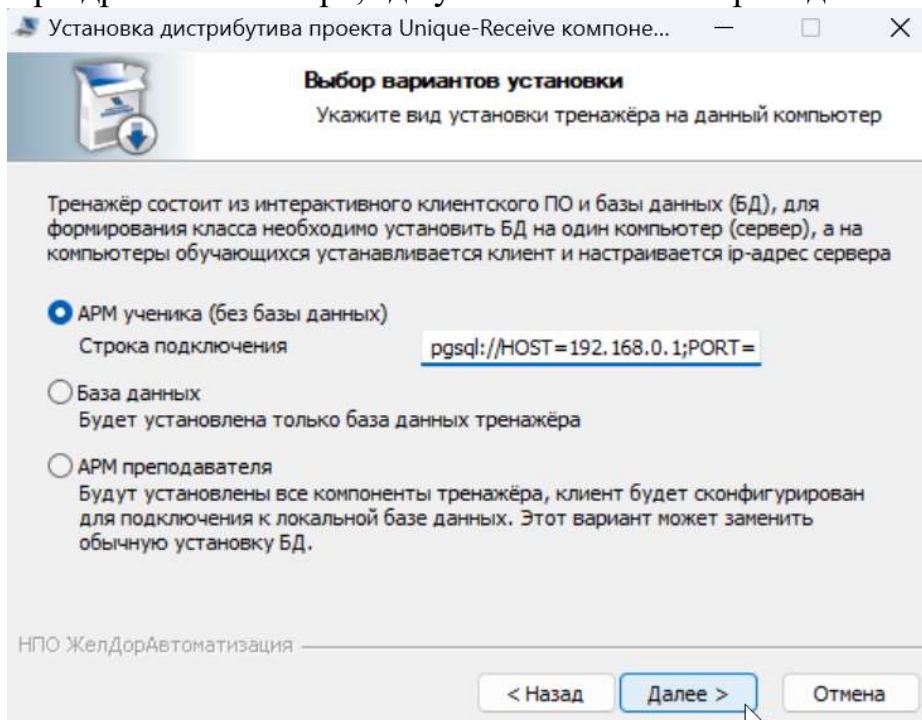 Установка дистрибутива проекта Unique-Receive компоне...
Выбор вариантов установки
Укажите вид установки тренажёра на данный компьютер
Тренажёр состоит из интерактивного клиентского ПО и базы данных (БД), для
формирования класса необходимо установить БД на один компьютер (сервер), а на
компьютеры обучающихся устанавливается клиент и настраивается ip-адрес сервера
АРМ ученика (без базы данных)
Строка подключения pgsql://HOST=192.168.0.1;PORT=
База данных
Будет установлена только база данных тренажёра
АРМ преподавателя
Будут установлены все компоненты тренажёра, клиент будет сконфигурирован
для подключения к локальной базе данных. Этот вариант может заменить
обычную установку БД.
НПО ЖелДорАвтоматизация
< Назад Далее > Отмена